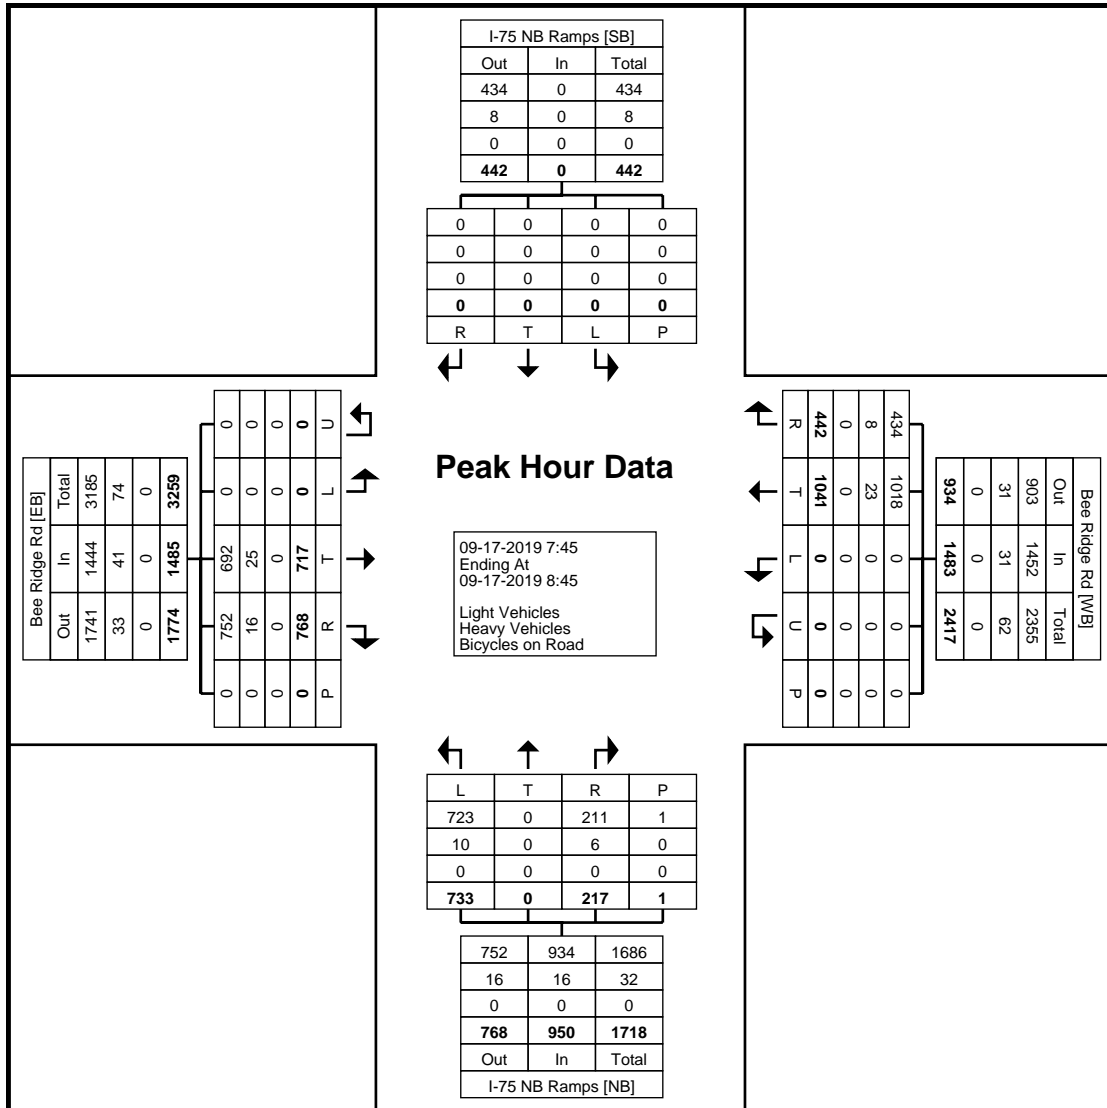 I-75 NB Ramps [SB]
Out In Total
434 0 434
8 0 8
0 0 0
442 0 442
0 0 0 0
0 0 0 0
0 0 0 0
0 0 0 0
R T L P
Bee Ridge Rd [EB]
Total In Out
3185 1444 1741
74 41 33
0 0 0
3259 1485 1774
0 0 692 752 0
0 0 25 16 0
0 0 0 0 0
0 0 717 768 0
U L T R P
Peak Hour Data
09-17-2019 7:45
Ending At
09-17-2019 8:45
Light Vehicles
Heavy Vehicles
Bicycles on Road
R T L U P
442 1041 0 0 0
0 0 0 0 0
8 23 0 0 0
434 1018 0 0 0
934 1483 2417
0 0 0
31 31 62
903 1452 2355
Out In Total
Bee Ridge Rd [WB]
L T R P
723 0 211 1
10 0 6 0
0 0 0 0
733 0 217 1
752 934 1686
16 16 32
0 0 0
768 950 1718
Out In Total
I-75 NB Ramps [NB]